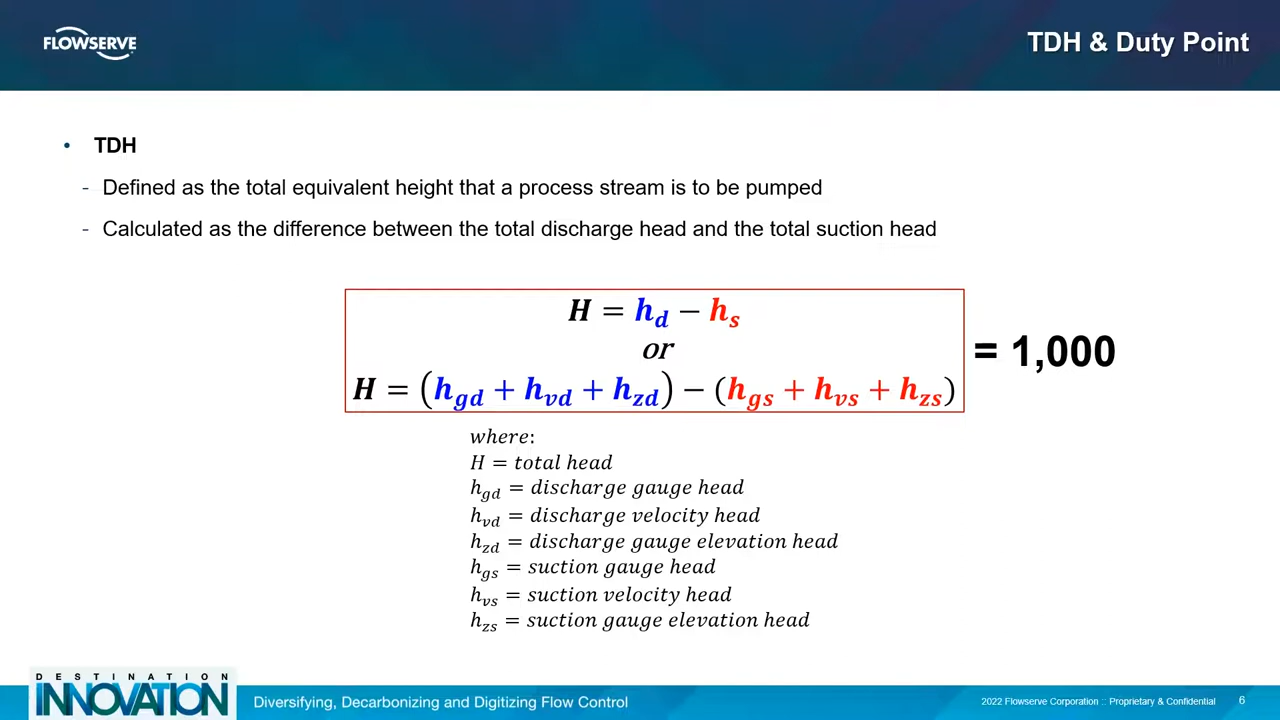 FLOWSERVE
TDH & Duty Point
• TDH
- Defined as the total equivalent height that a process stream is to be pumped
- Calculated as the difference between the total discharge head and the total suction head
H = h_d − h_s
or
H = (h_gd + h_vd + h_zd) − (h_gs + h_vs + h_zs)
= 1,000
where:
H = total head
h_gd = discharge gauge head
h_vd = discharge velocity head
h_zd = discharge gauge elevation head
h_gs = suction gauge head
h_vs = suction velocity head
h_zs = suction gauge elevation head
DESTINATION
INNOVATION
Diversifying, Decarbonizing and Digitizing Flow Control
2022 Flowserve Corporation :: Proprietary & Confidential
6